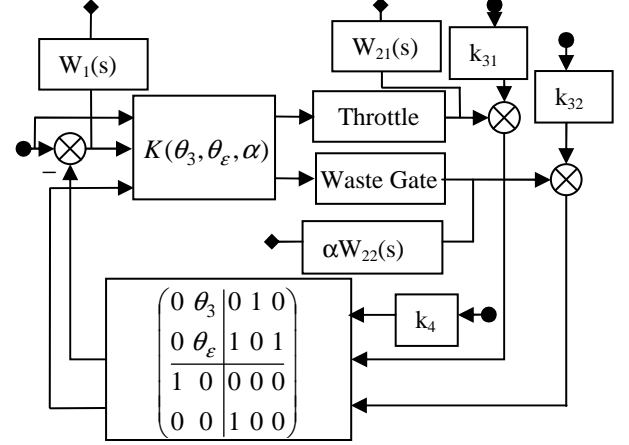 W₁(s)
W₂₁(s)
k₃₁
k₃₂
K(θ₃,θ_ε,α)
Throttle
−
Waste Gate
αW₂₂(s)
k₄
0 θ₃ 0 1 0
0 θ_ε 1 0 1
1 0 0 0 0
0 0 1 0 0